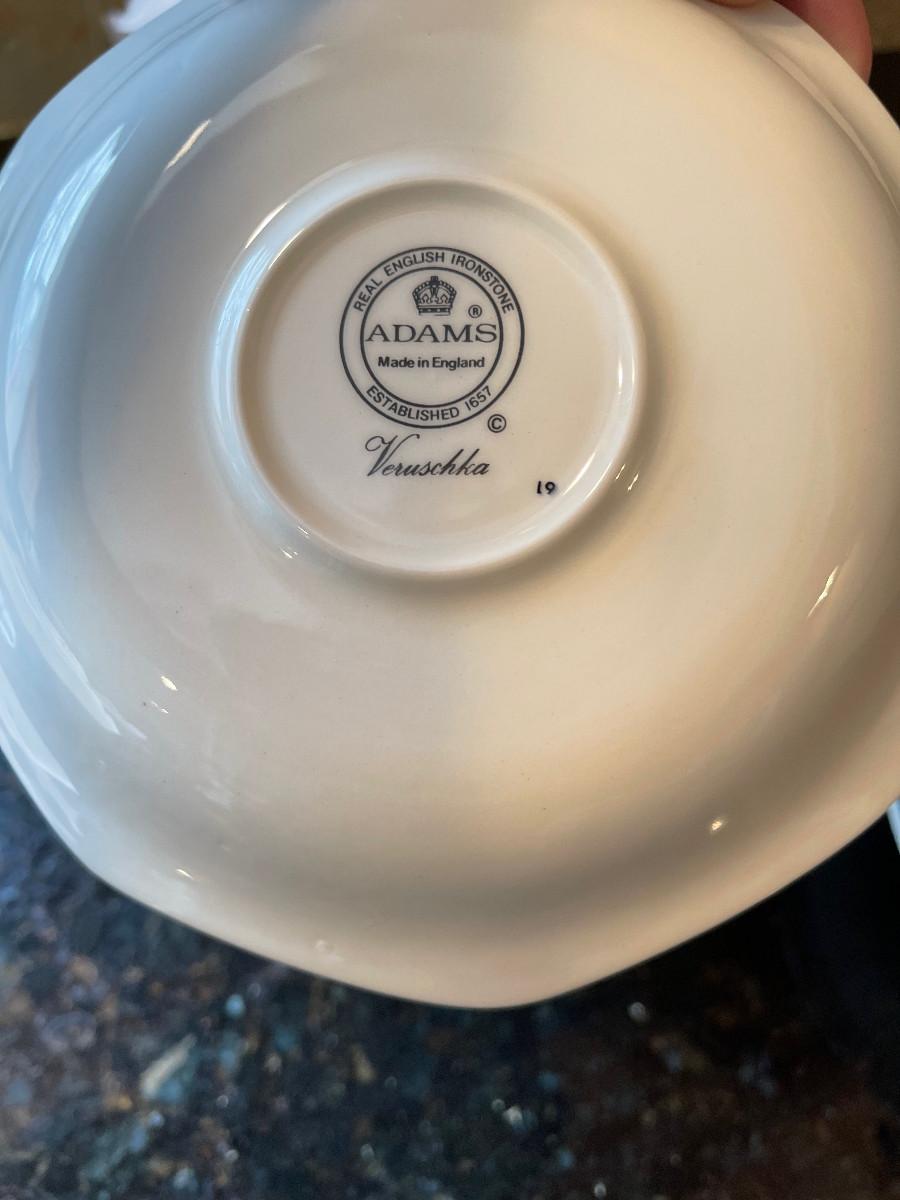 REAL ENGLISH IRONSTONE
®
ADAMS
Made in England
ESTABLISHED 1657
©
Veruschka
19